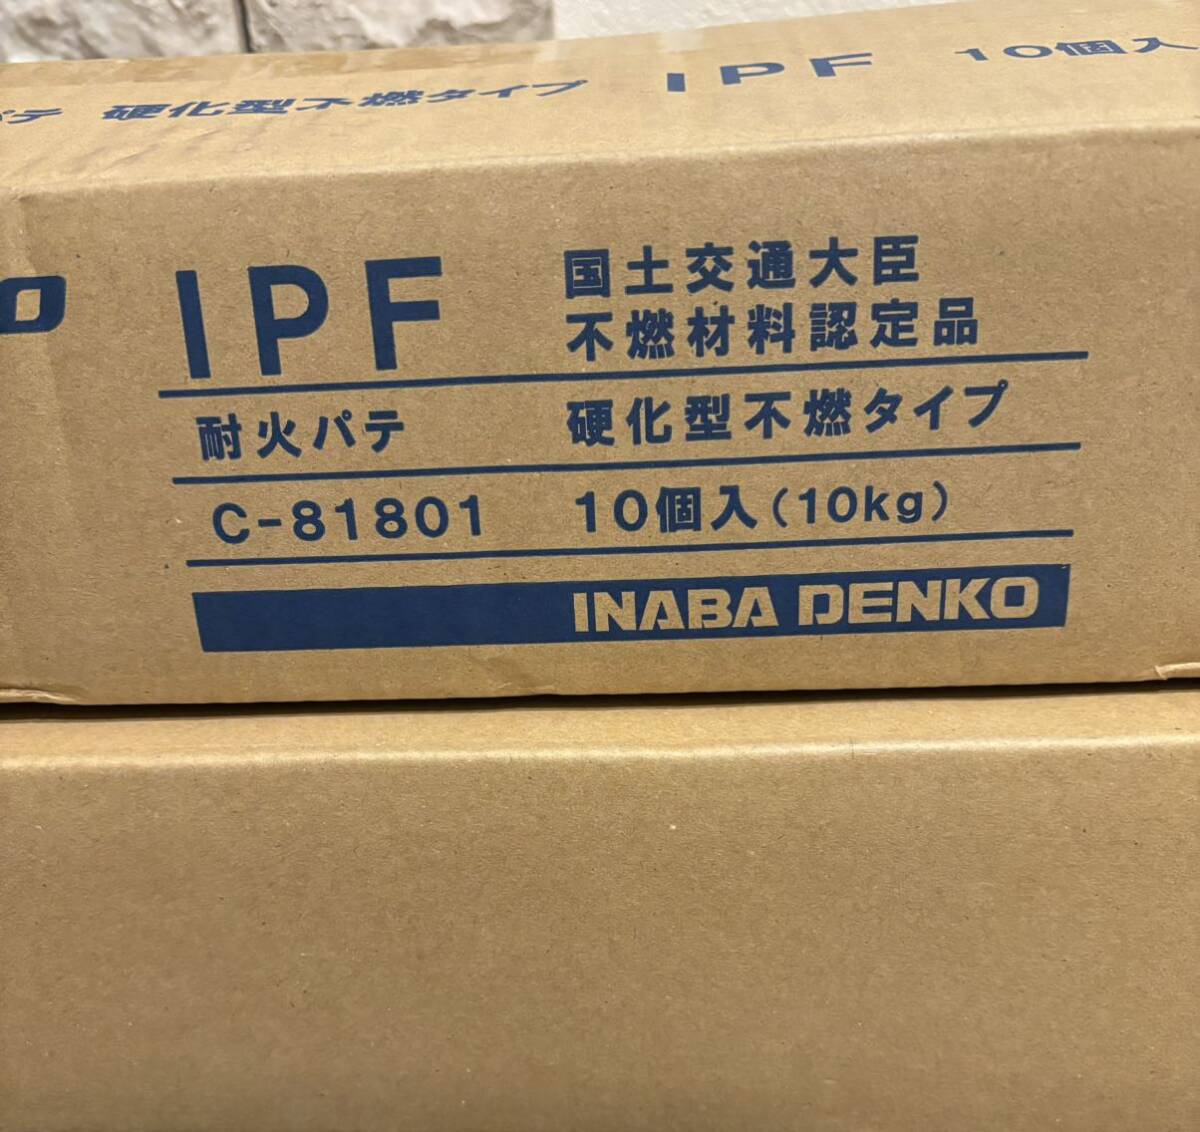 パテ 硬化型不燃タイプ IPF 10個入
IPF
国土交通大臣
不燃材料認定品
耐火パテ 硬化型不燃タイプ
C-81801 10個入(10kg)
INABA DENKO